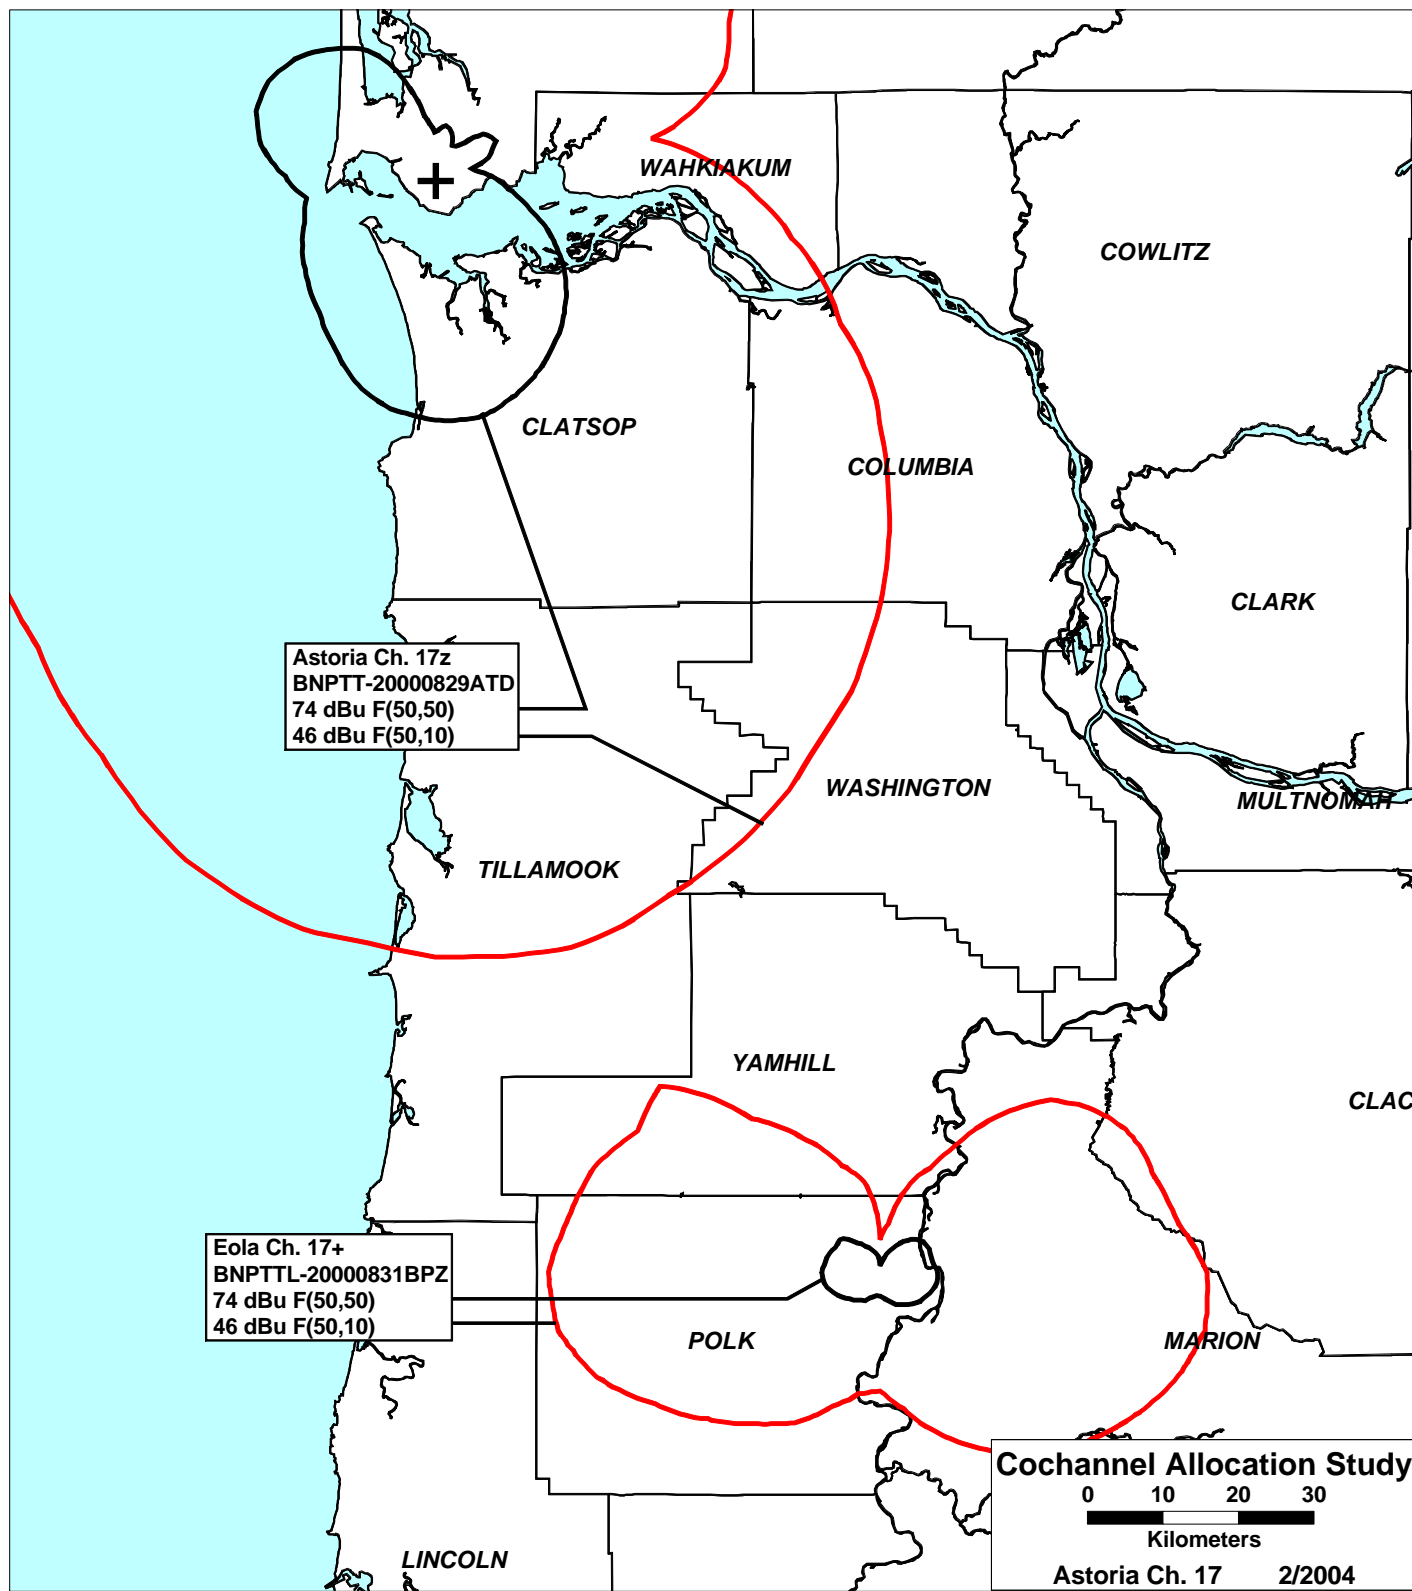 WAHKIAKUM
COWLITZ
CLATSOP
COLUMBIA
CLARK
Astoria Ch. 17z
BNPTT-20000829ATD
74 dBu F(50,50)
46 dBu F(50,10)
WASHINGTON
MULTNOMAH
TILLAMOOK
YAMHILL
CLAC
Eola Ch. 17+
BNPTTL-20000831BPZ
74 dBu F(50,50)
46 dBu F(50,10)
POLK
MARION
Cochannel Allocation Study
0 10 20 30
Kilometers
LINCOLN
Astoria Ch. 17 2/2004